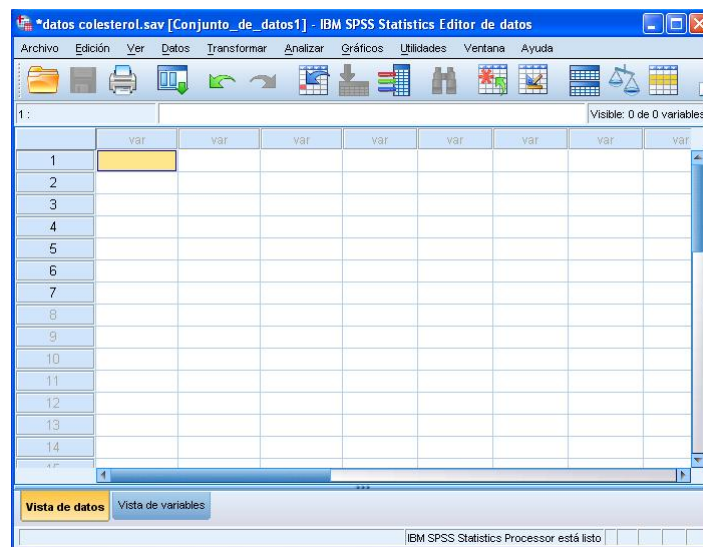 *datos colesterol.sav [Conjunto_de_datos1] - IBM SPSS Statistics Editor de datos
Archivo Edición Ver Datos Transformar Analizar Gráficos Utilidades Ventana Ayuda
1 : Visible: 0 de 0 variables
var var var var var var var var
1
2
3
4
5
6
7
8
9
10
11
12
13
14
Vista de datos Vista de variables
IBM SPSS Statistics Processor está listo